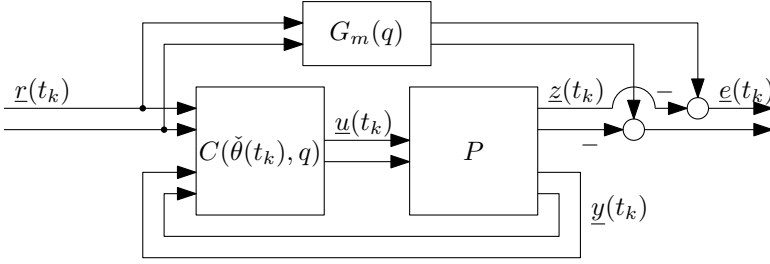 G_m(q)
r(t_k)
z(t_k)
−
e(t_k)
u(t_k)
C(θ̌(t_k), q)
P
−
y(t_k)